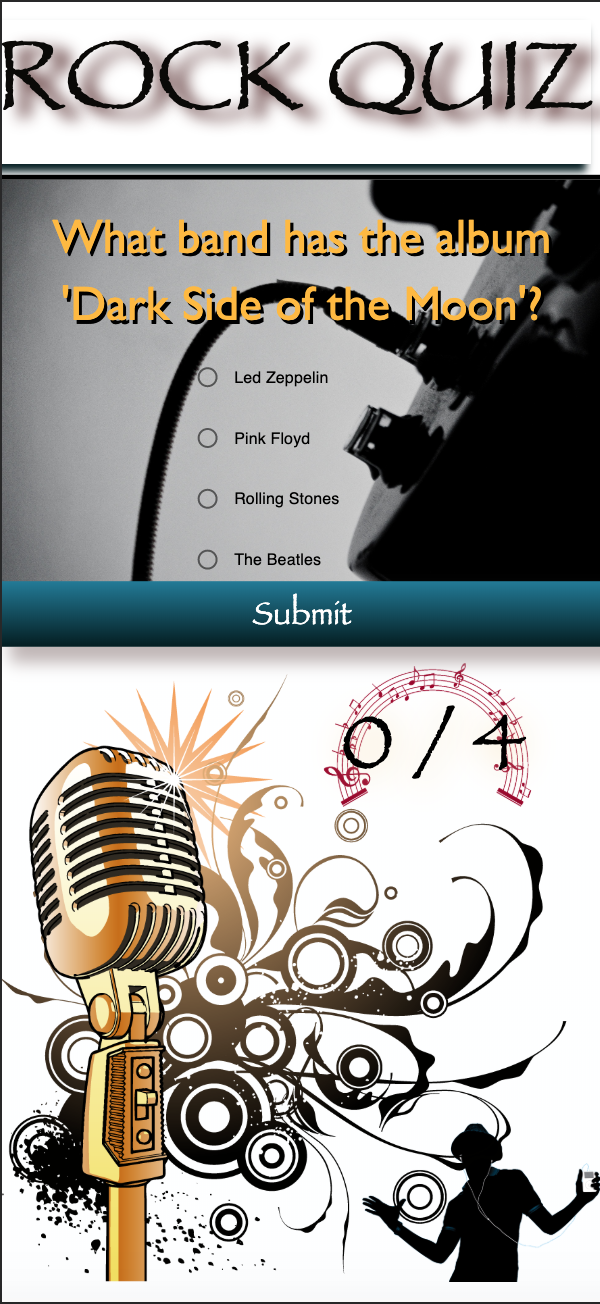 ROCK QUIZ
What band has the album
'Dark Side of the Moon'?
Led Zeppelin
Pink Floyd
Rolling Stones
The Beatles
Submit
0 / 4